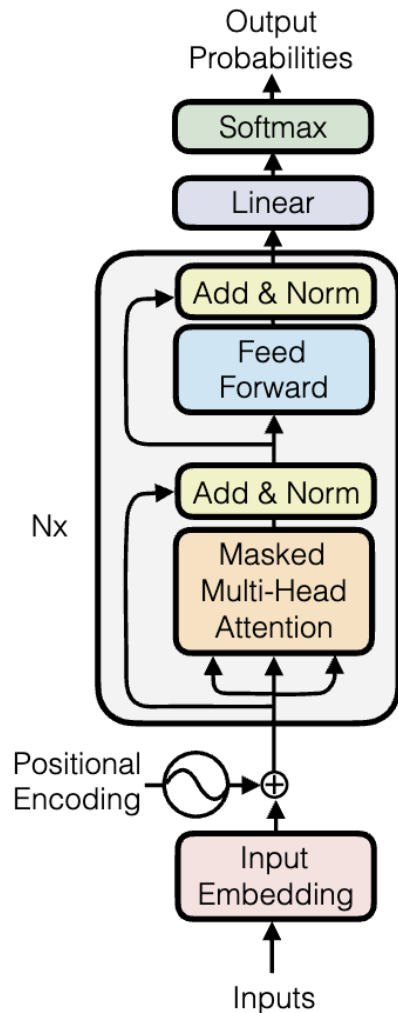 Output
Probabilities
Softmax
Linear
Add & Norm
Feed
Forward
Add & Norm
Nx
Masked
Multi-Head
Attention
Positional
Encoding
Input
Embedding
Inputs